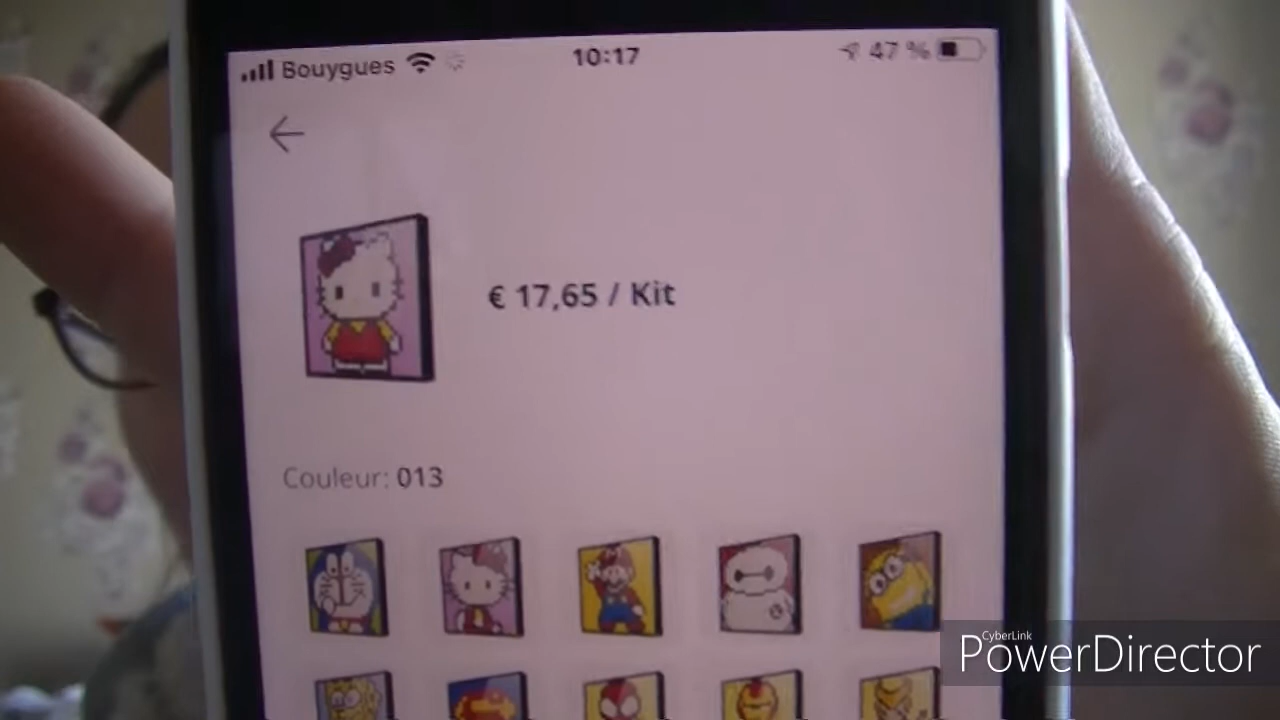 Bouygues 10:17 47 %
€ 17,65 / Kit
Couleur: 013
CyberLink
PowerDirector